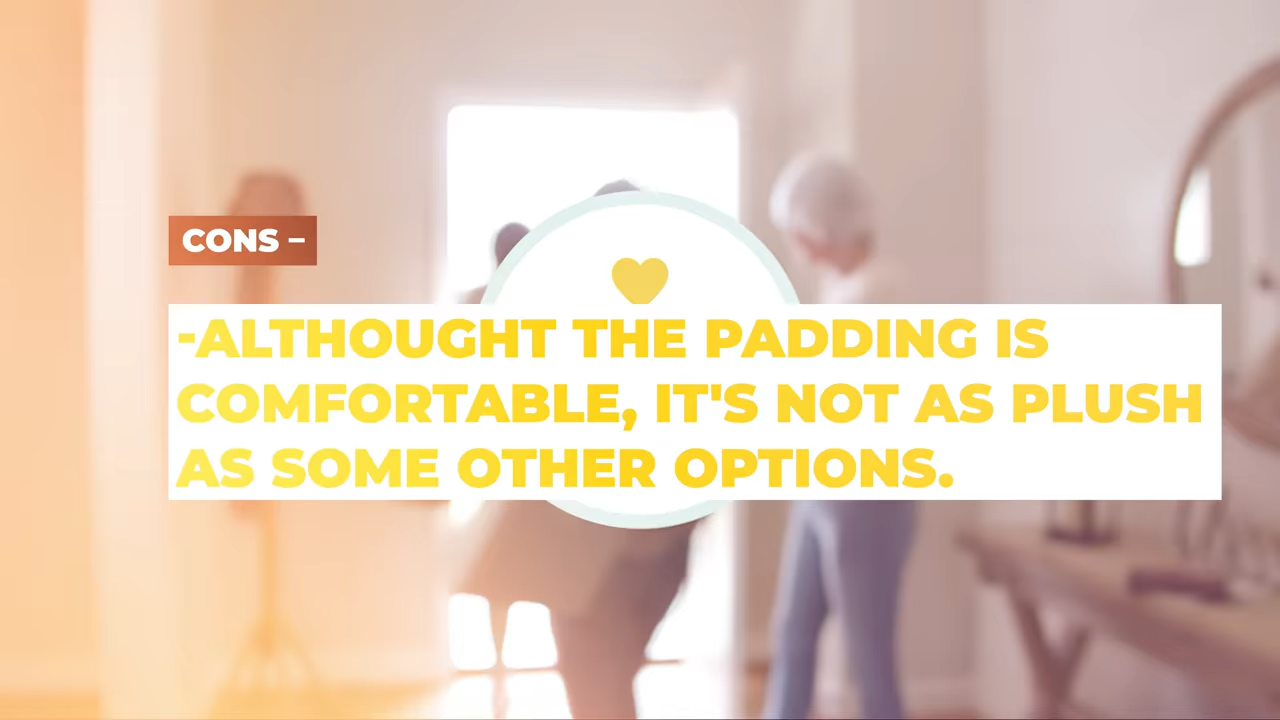 CONS –
-ALTHOUGHT THE PADDING IS
COMFORTABLE, IT'S NOT AS PLUSH
AS SOME OTHER OPTIONS.